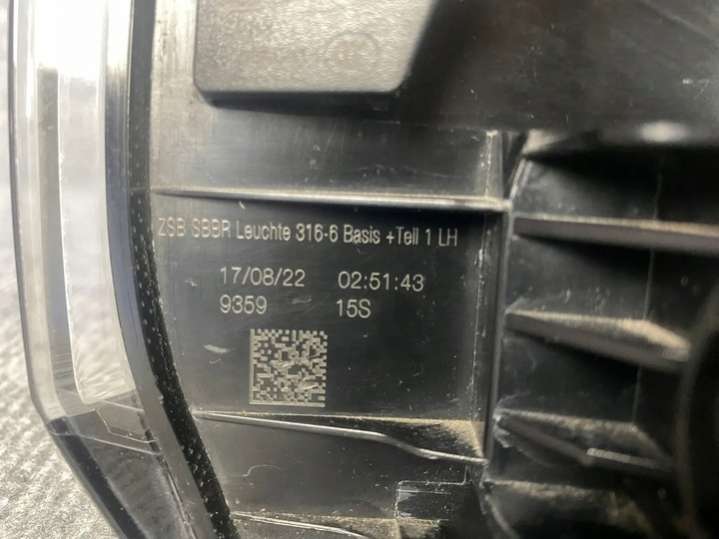 ZSB SBBR Leuchte 316-6 Basis +Teil 1 LH
17/08/22 02:51:43
9359 15S